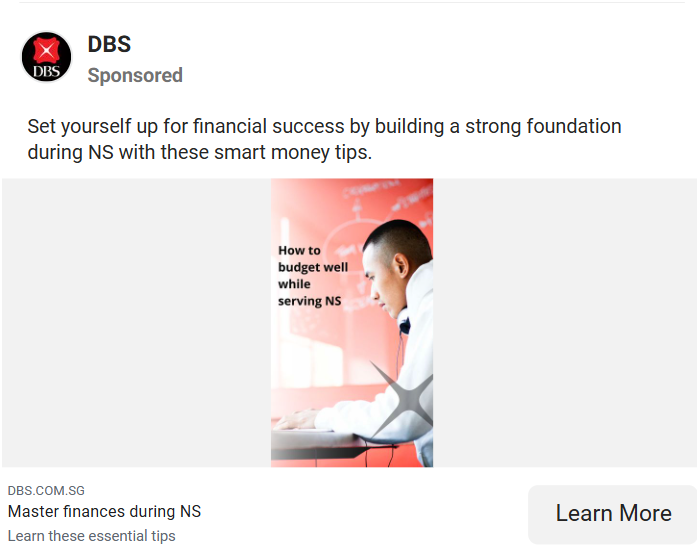 DBS
DBS
Sponsored
Set yourself up for financial success by building a strong foundation
during NS with these smart money tips.
How to
budget well
while
serving NS
DBS.COM.SG
Master finances during NS
Learn these essential tips
Learn More